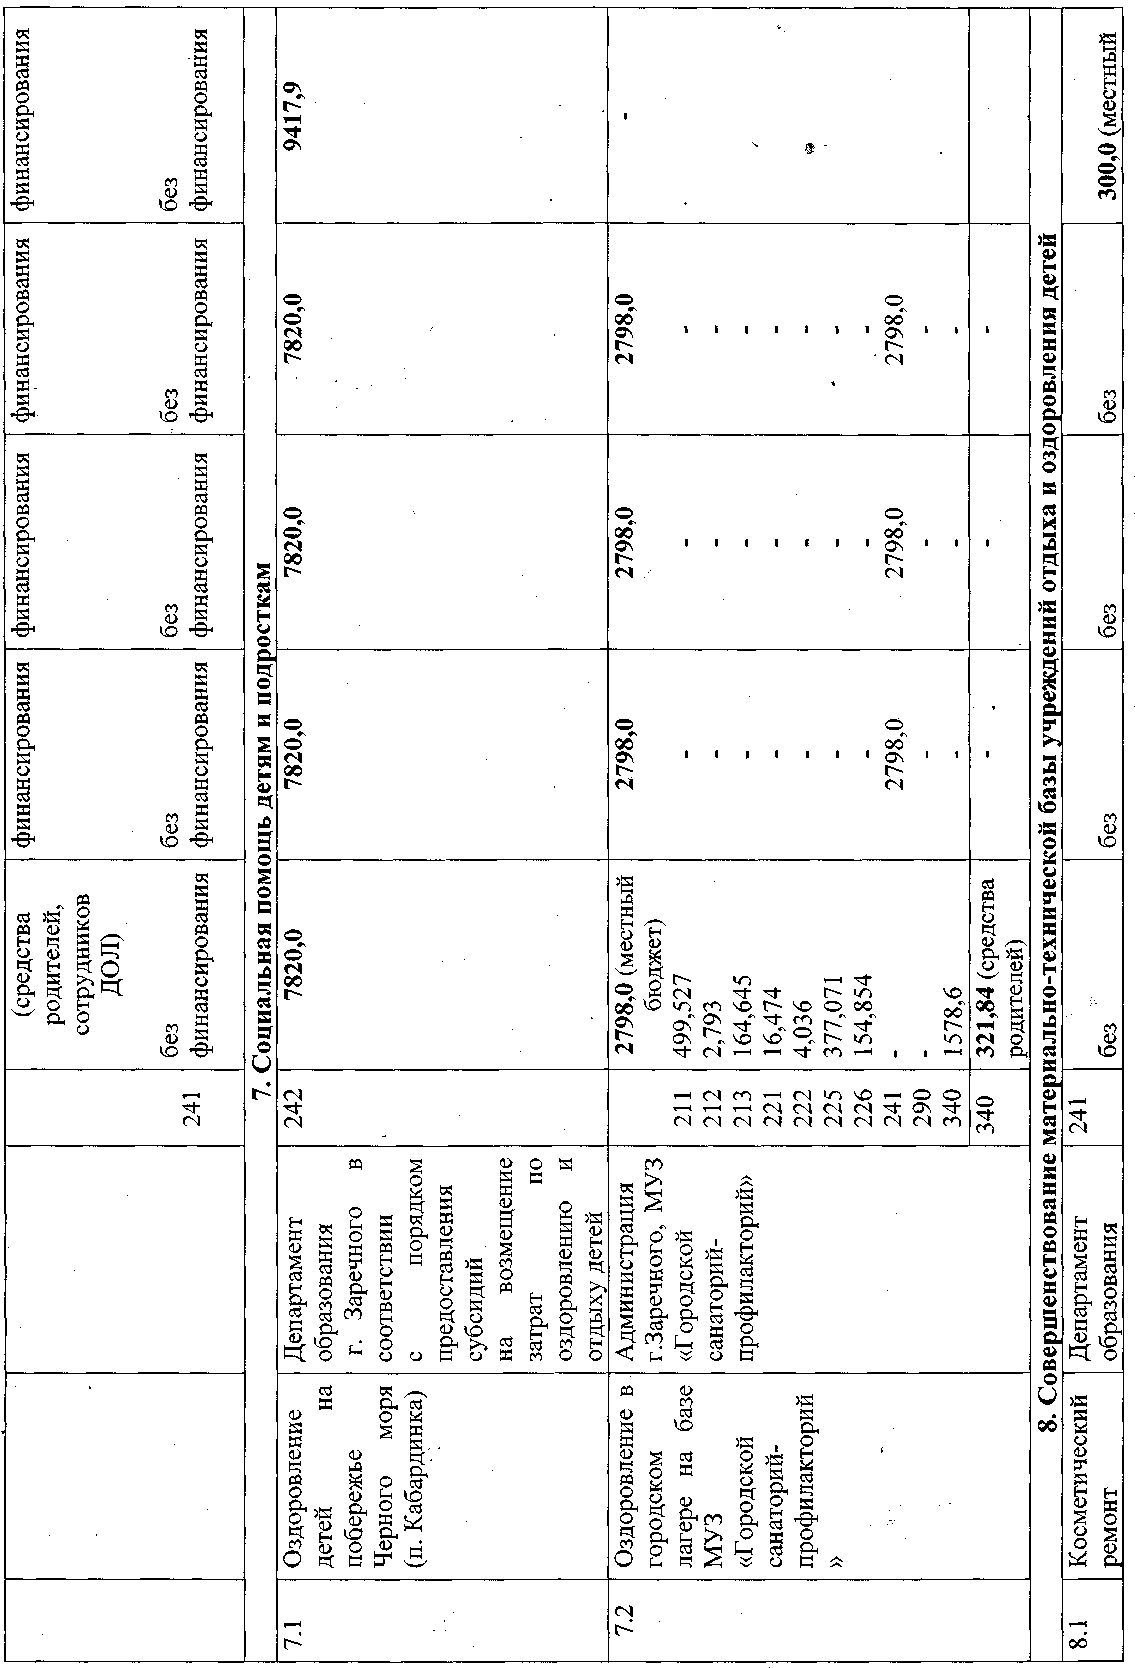 (средства
родителей,
сотрудников
ДОЛ)
финансирования
финансирования
финансирования
финансирования
241
без
финансирования
без
финансирования
без
финансирования
без
финансирования
без
финансирования
7. Социальная помощь детям и подросткам
7.1
Оздоровление
детей на
побережье
Черного моря
(п. Кабардинка)
Департамент
образования
г. Заречного в
соответствии
с порядком
предоставления
субсидий
на возмещение
затрат по
оздоровлению и
отдыху детей
242
7820,0
7820,0
7820,0
7820,0
9417,9
7.2
Оздоровление в
городском
лагере на базе
МУЗ
«Городской
санаторий-
профилакторий
»
Администрация
г.Заречного, МУЗ
«Городской
санаторий-
профилакторий»
2798,0 (местный
бюджет)
2798,0
2798,0
2798,0
-
211 499,527 - - -
212 2,793 - - -
213 164,645 - - -
221 16,474 - - -
222 4,036 - - -
225 377,071 - - -
226 154,854 - - -
241 - 2798,0 2798,0 2798,0
290 - - - -
340 1578,6 - - -
340 321,84 (средства
родителей)
- - -
8. Совершенствование материально-технической базы учреждений отдыха и оздоровления детей
8.1
Косметический
ремонт
Департамент
образования
241
без
без
без
без
300,0 (местный